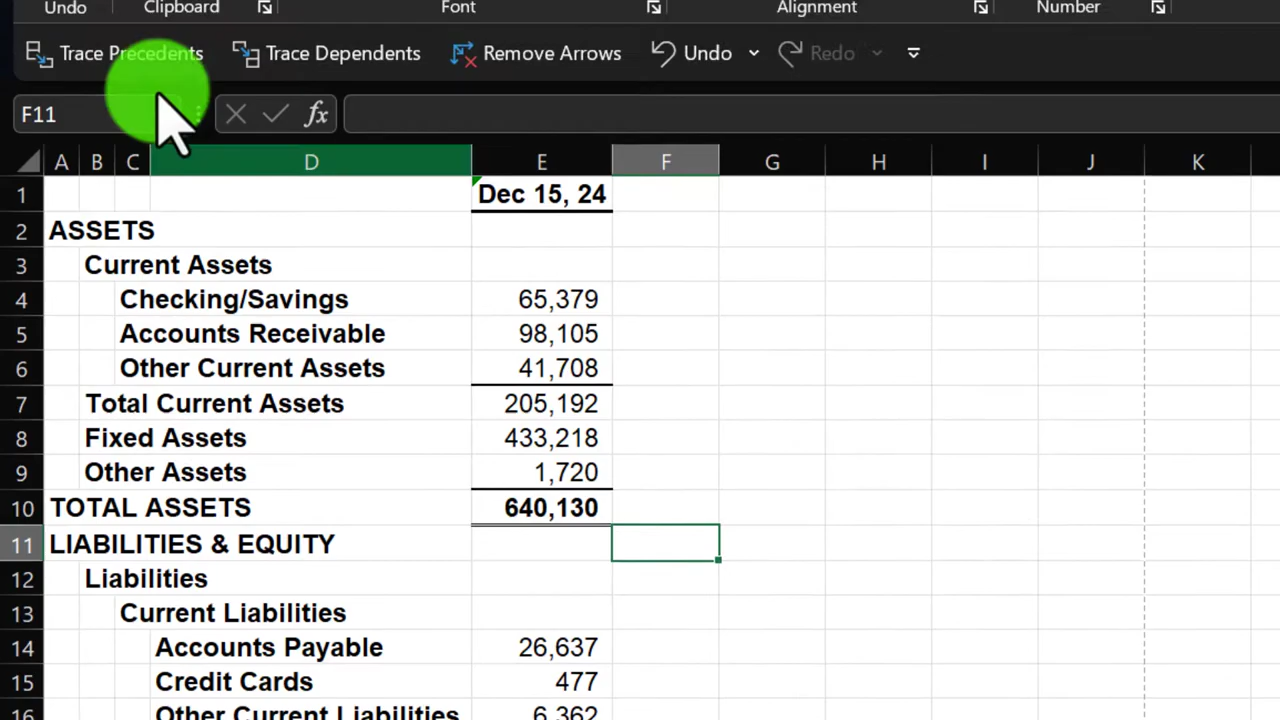 Undo Clipboard Font Alignment Number
Trace Precedents Trace Dependents Remove Arrows Undo Redo
F11 fx
A B C D E F G H I J K
1 Dec 15, 24
2 ASSETS
3 Current Assets
4 Checking/Savings 65,379
5 Accounts Receivable 98,105
6 Other Current Assets 41,708
7 Total Current Assets 205,192
8 Fixed Assets 433,218
9 Other Assets 1,720
10 TOTAL ASSETS 640,130
11 LIABILITIES & EQUITY
12 Liabilities
13 Current Liabilities
14 Accounts Payable 26,637
15 Credit Cards 477
16 Other Current Liabilities 6,362